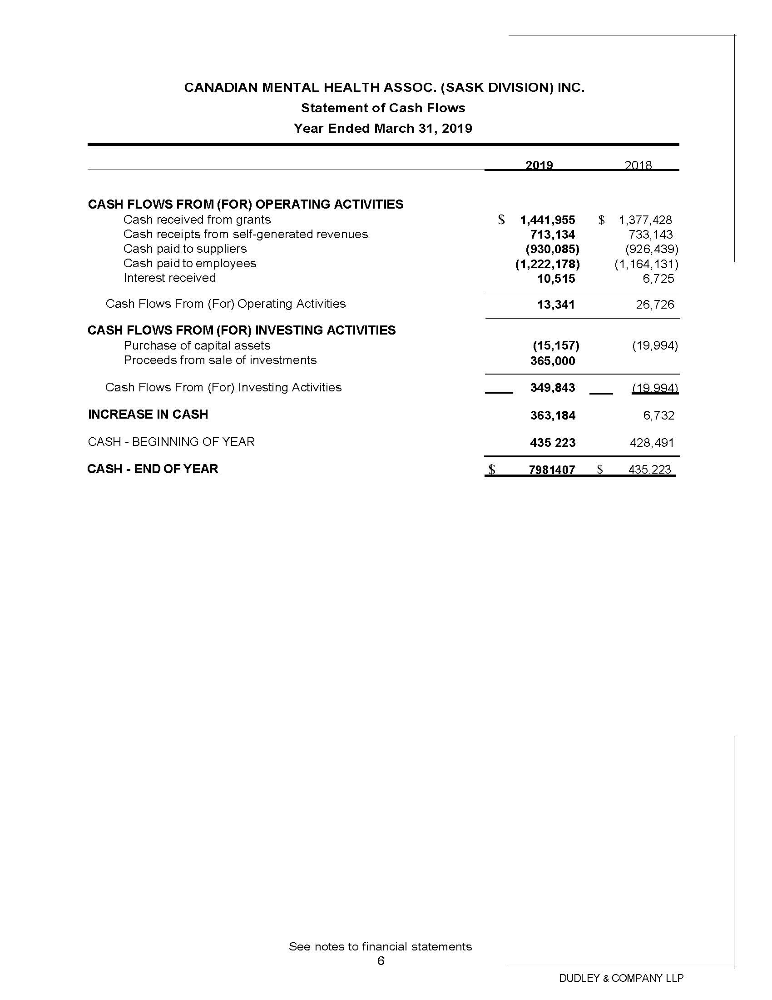 CANADIAN MENTAL HEALTH ASSOC. (SASK DIVISION) INC.
Statement of Cash Flows
Year Ended March 31, 2019
2019 2018
CASH FLOWS FROM (FOR) OPERATING ACTIVITIES
Cash received from grants $ 1,441,955 $ 1,377,428
Cash receipts from self-generated revenues 713,134 733,143
Cash paid to suppliers (930,085) (926,439)
Cash paid to employees (1,222,178) (1,164,131)
Interest received 10,515 6,725
Cash Flows From (For) Operating Activities 13,341 26,726
CASH FLOWS FROM (FOR) INVESTING ACTIVITIES
Purchase of capital assets (15,157) (19,994)
Proceeds from sale of investments 365,000
Cash Flows From (For) Investing Activities 349,843 (19,994)
INCREASE IN CASH 363,184 6,732
CASH - BEGINNING OF YEAR 435 223 428,491
CASH - END OF YEAR $ 7981407 $ 435,223
See notes to financial statements
6
DUDLEY & COMPANY LLP